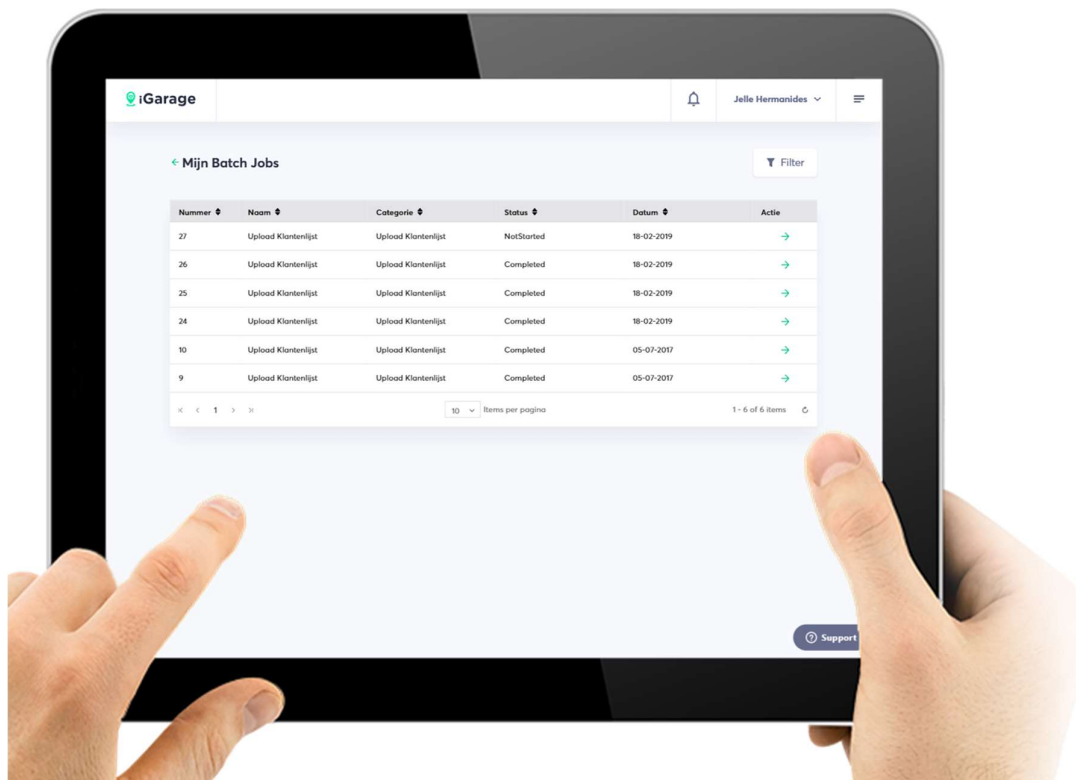 iGarage
Jelle Hermanides
Mijn Batch Jobs
Filter
Nummer Naam Categorie Status Datum Actie
27 Upload Klantenlijst Upload Klantenlijst NotStarted 18-02-2019
26 Upload Klantenlijst Upload Klantenlijst Completed 18-02-2019
25 Upload Klantenlijst Upload Klantenlijst Completed 18-02-2019
24 Upload Klantenlijst Upload Klantenlijst Completed 18-02-2019
10 Upload Klantenlijst Upload Klantenlijst Completed 05-07-2017
9 Upload Klantenlijst Upload Klantenlijst Completed 05-07-2017
1 10 Items per pagina 1 - 6 of 6 items
Support